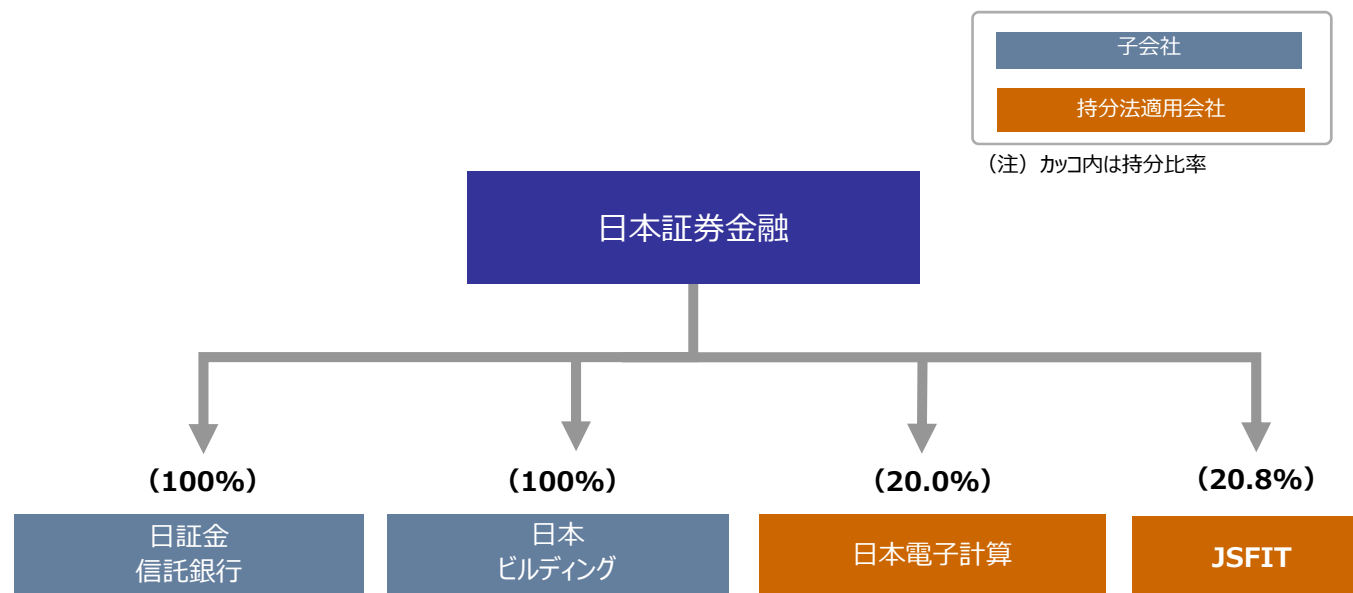 子会社
持分法適用会社
（注）カッコ内は持分比率
日本証券金融
（100%）
（100%）
（20.0%）
（20.8%）
日証金
信託銀行
日本
ビルディング
日本電子計算
JSFIT